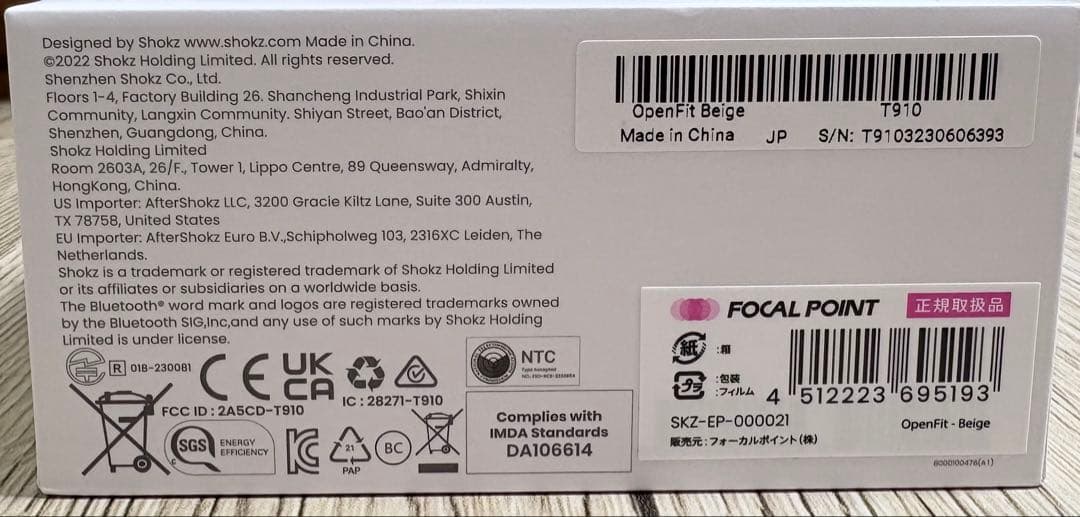 Designed by Shokz www.shokz.com Made in China.
©2022 Shokz Holding Limited. All rights reserved.
Shenzhen Shokz Co., Ltd.
Floors 1-4, Factory Building 26. Shancheng Industrial Park, Shixin
Community, Langxin Community. Shiyan Street, Bao'an District,
Shenzhen, Guangdong, China.
Shokz Holding Limited
Room 2603A, 26/F., Tower 1, Lippo Centre, 89 Queensway, Admiralty,
HongKong, China.
US Importer: AfterShokz LLC, 3200 Gracie Kiltz Lane, Suite 300 Austin,
TX 78758, United States
EU Importer: AfterShokz Euro B.V.,Schipholweg 103, 2316XC Leiden, The
Netherlands.
Shokz is a trademark or registered trademark of Shokz Holding Limited
or its affiliates or subsidiaries on a worldwide basis.
The Bluetooth® word mark and logos are registered trademarks owned
by the Bluetooth SIG,Inc,and any use of such marks by Shokz Holding
Limited is under license.
R 018-230081
CE
UK
CA
IC : 28271-T910
FCC ID : 2A5CD-T910
SGS ENERGY
EFFICIENCY
21
PAP
BC
NTC
Type Accepted
Complies with
IMDA Standards
DA106614
OpenFit Beige T910
Made in China JP S/N: T9103230606393
FOCAL POINT 正規取扱品
紙 :箱
プラ :包装
:フィルム
4 512223 695193
SKZ-EP-000021 OpenFit - Beige
販売元:フォーカルポイント(株)
8000100476(A1)